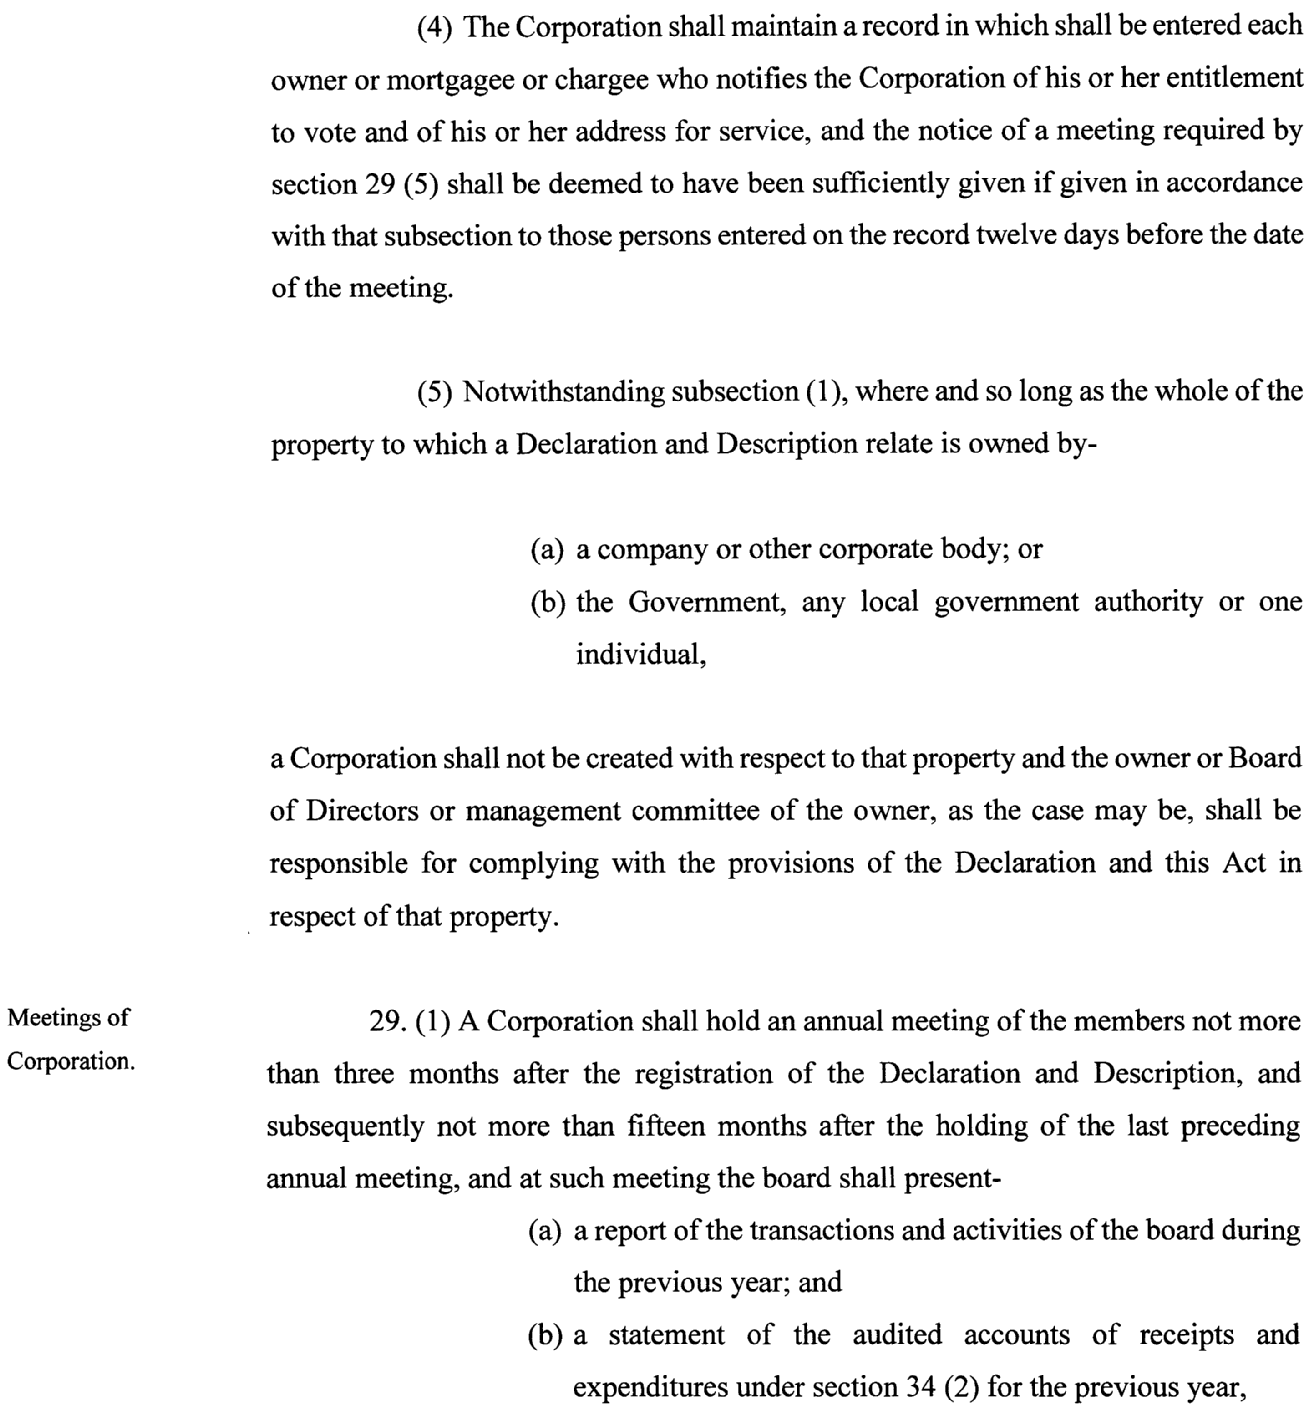 (4) The Corporation shall maintain a record in which shall be entered each
owner or mortgagee or chargee who notifies the Corporation of his or her entitlement
to vote and of his or her address for service, and the notice of a meeting required by
section 29 (5) shall be deemed to have been sufficiently given if given in accordance
with that subsection to those persons entered on the record twelve days before the date
of the meeting.
(5) Notwithstanding subsection (1), where and so long as the whole of the
property to which a Declaration and Description relate is owned by-
(a) a company or other corporate body; or
(b) the Government, any local government authority or one
individual,
a Corporation shall not be created with respect to that property and the owner or Board
of Directors or management committee of the owner, as the case may be, shall be
responsible for complying with the provisions of the Declaration and this Act in
respect of that property.
Meetings of
Corporation.
29. (1) A Corporation shall hold an annual meeting of the members not more
than three months after the registration of the Declaration and Description, and
subsequently not more than fifteen months after the holding of the last preceding
annual meeting, and at such meeting the board shall present-
(a) a report of the transactions and activities of the board during
the previous year; and
(b) a statement of the audited accounts of receipts and
expenditures under section 34 (2) for the previous year,